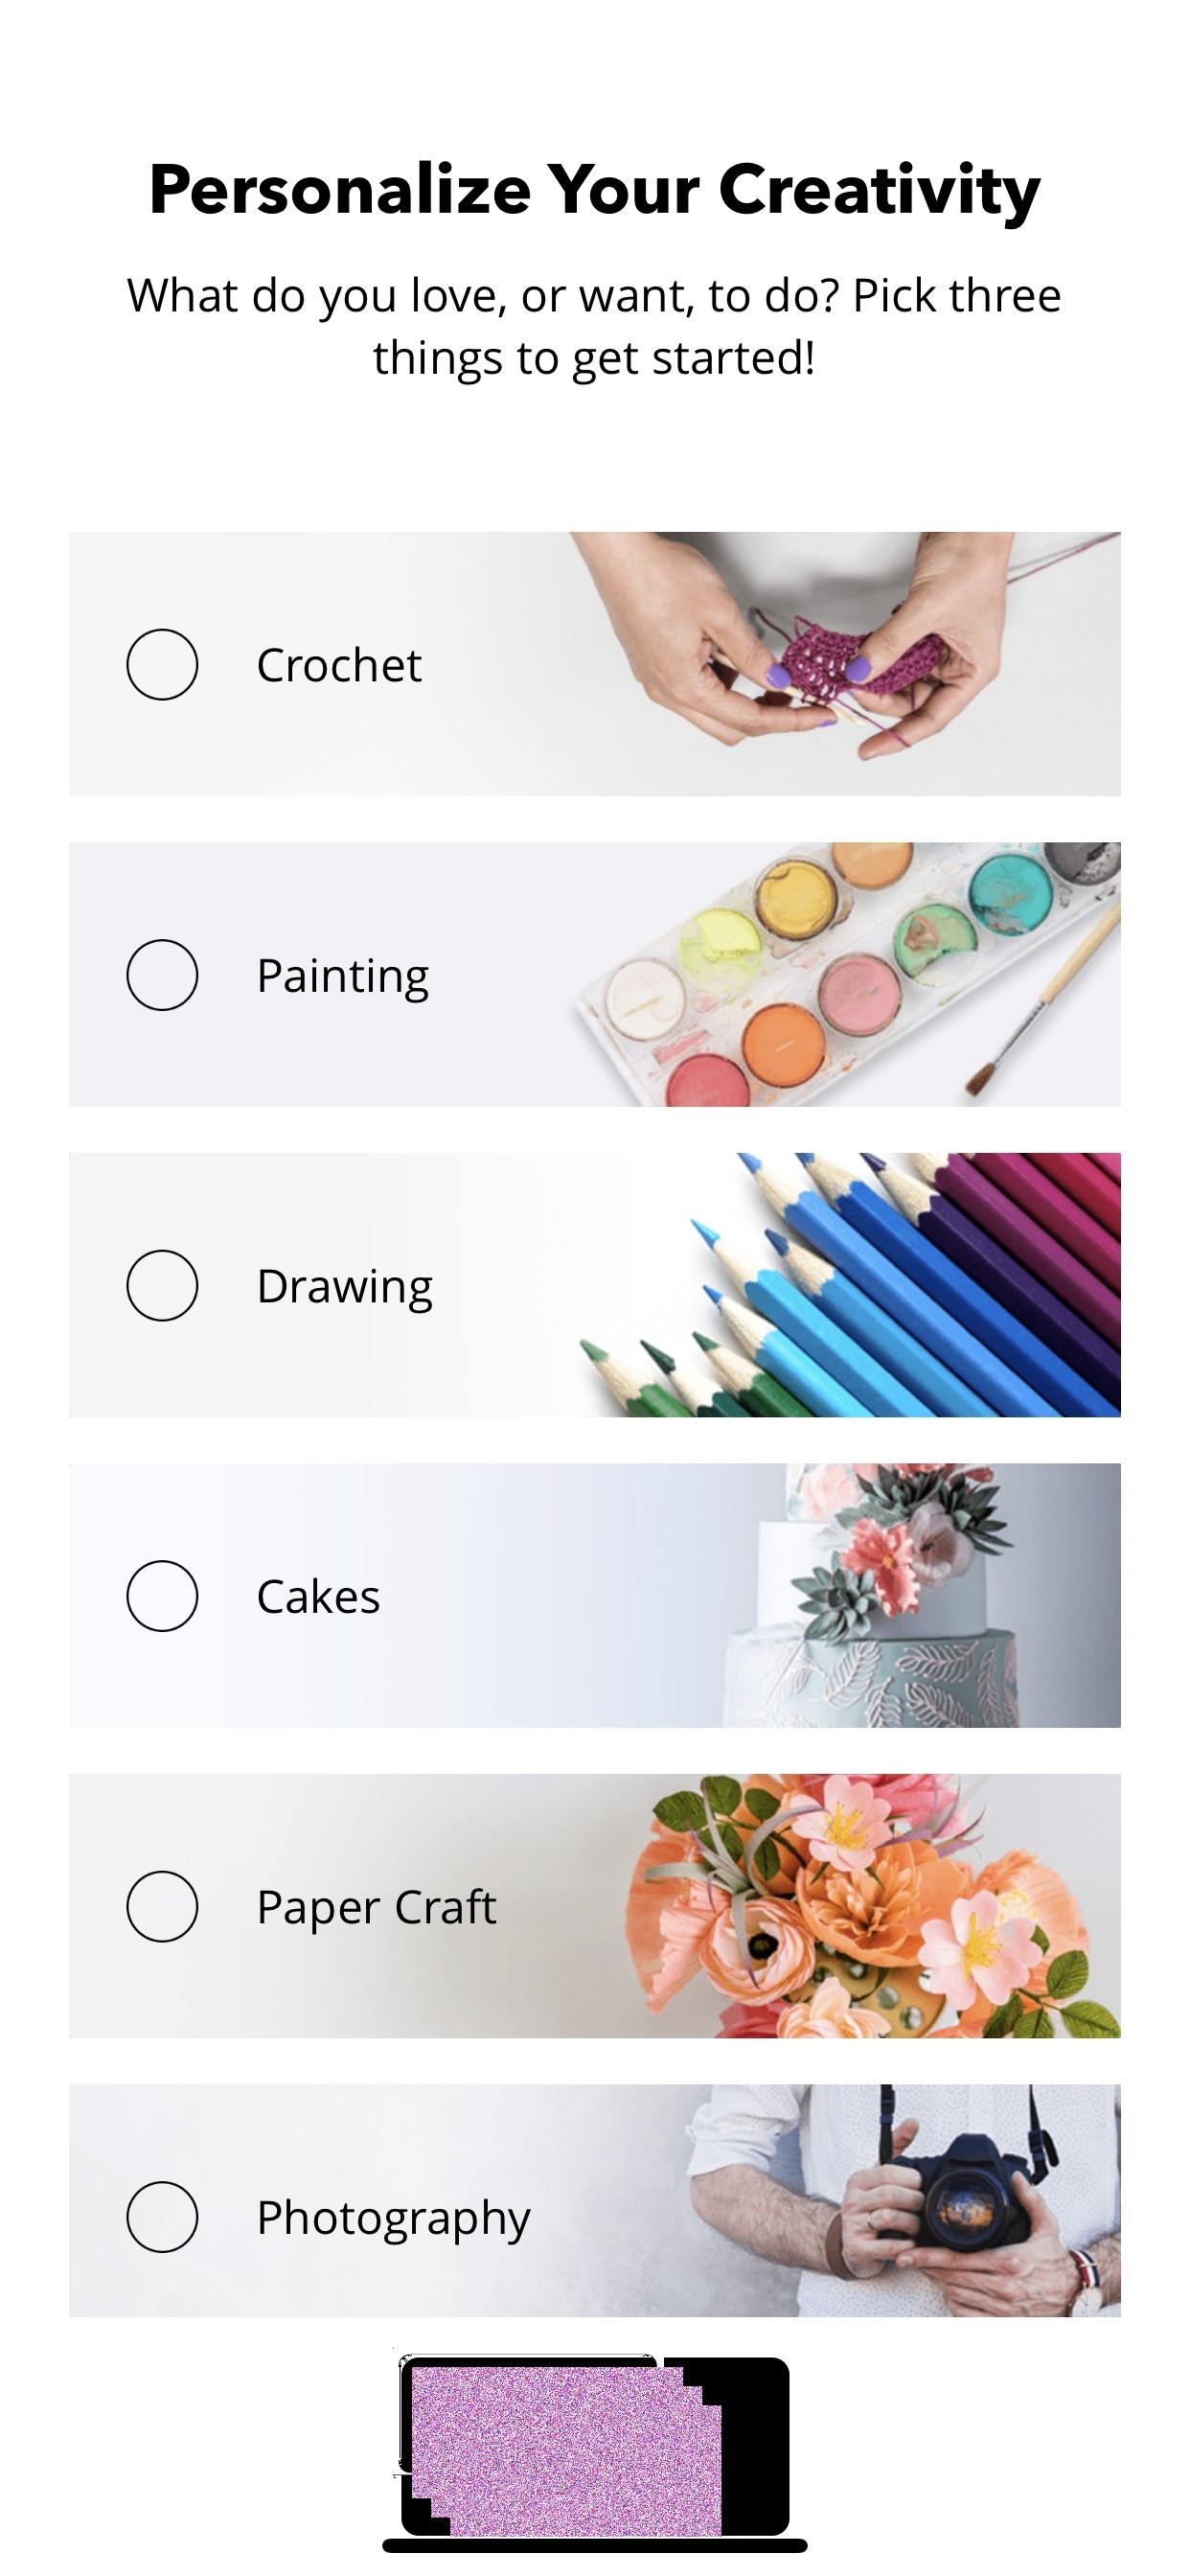 Personalize Your Creativity
What do you love, or want, to do? Pick three
things to get started!
Crochet
Painting
Drawing
Cakes
Paper Craft
Photography